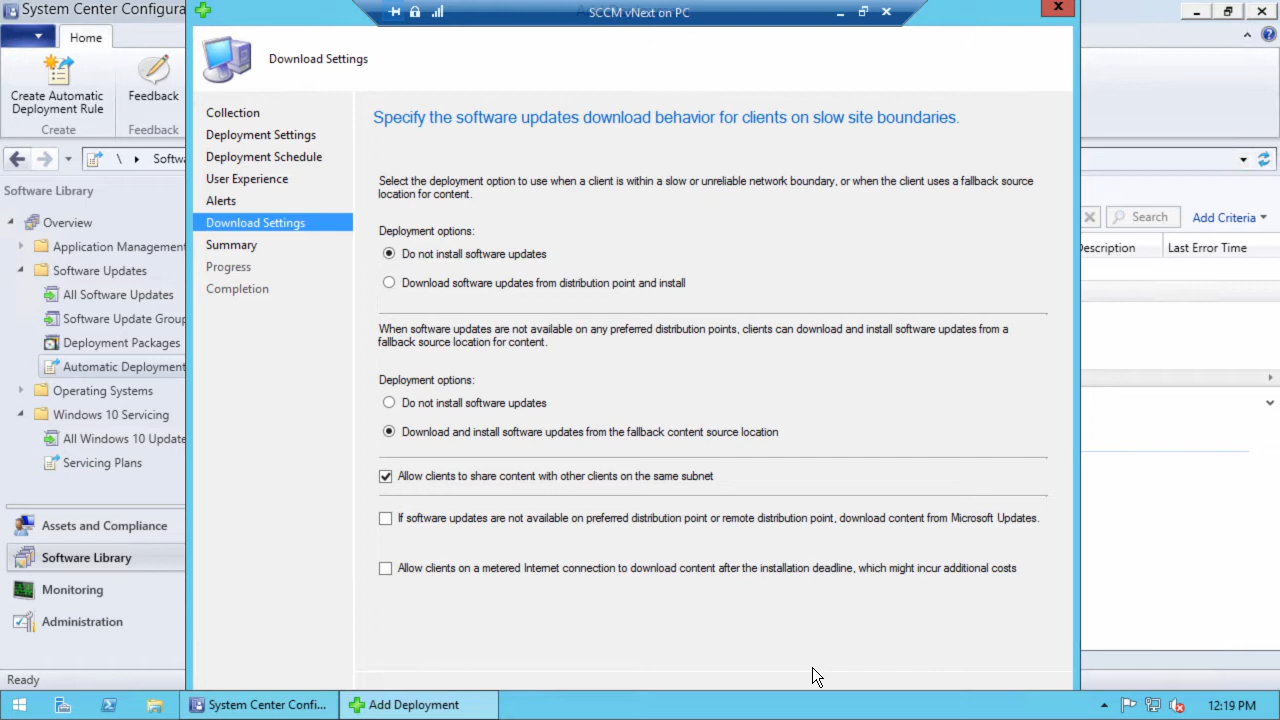 System Center Configura
SCCM vNext on PC
Home
Create Automatic
Deployment Rule
Feedback
Create
Feedback
\
Softwa
Software Library
Overview
Application Management
Software Updates
All Software Updates
Software Update Group
Deployment Packages
Automatic Deployment
Operating Systems
Windows 10 Servicing
All Windows 10 Update
Servicing Plans
Assets and Compliance
Software Library
Monitoring
Administration
Ready
Download Settings
Collection
Deployment Settings
Deployment Schedule
User Experience
Alerts
Download Settings
Summary
Progress
Completion
Specify the software updates download behavior for clients on slow site boundaries.
Select the deployment option to use when a client is within a slow or unreliable network boundary, or when the client uses a fallback source
location for content.
Deployment options:
Do not install software updates
Download software updates from distribution point and install
When software updates are not available on any preferred distribution points, clients can download and install software updates from a
fallback source location for content.
Deployment options:
Do not install software updates
Download and install software updates from the fallback content source location
Allow clients to share content with other clients on the same subnet
If software updates are not available on preferred distribution point or remote distribution point, download content from Microsoft Updates.
Allow clients on a metered Internet connection to download content after the installation deadline, which might incur additional costs
Search
Add Criteria
Description
Last Error Time
System Center Confi...
Add Deployment
12:19 PM